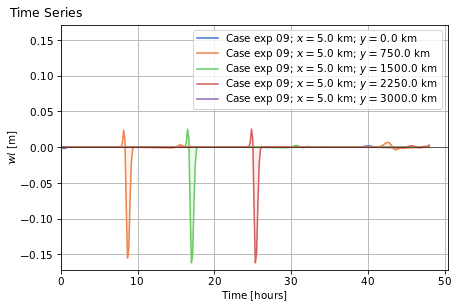 Time Series
Case exp 09; x = 5.0 km; y = 0.0 km
Case exp 09; x = 5.0 km; y = 750.0 km
Case exp 09; x = 5.0 km; y = 1500.0 km
Case exp 09; x = 5.0 km; y = 2250.0 km
Case exp 09; x = 5.0 km; y = 3000.0 km
wl [m]
0.15
0.10
0.05
0.00
−0.05
−0.10
−0.15
0 10 20 30 40 50
Time [hours]